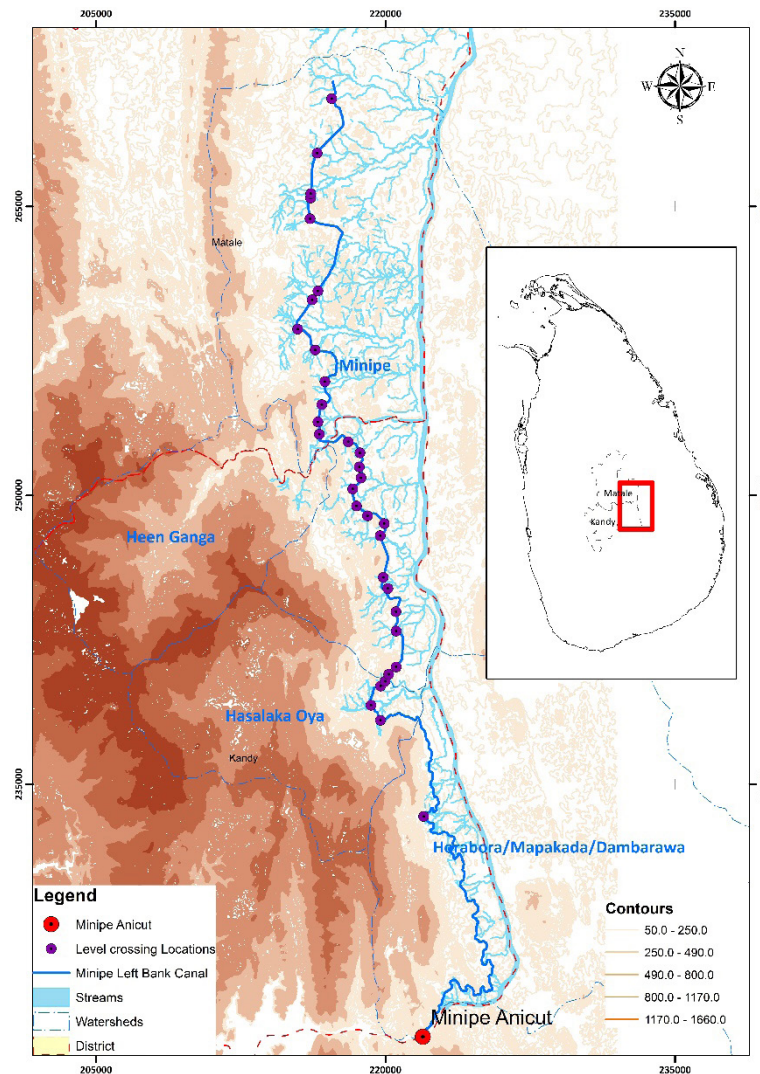 205000 220000 235000
N
W E
S
265000
Matale
Minipe
Matale
Kandy
250000
Heen Ganga
Hasalaka Oya
Kandy
235000
Horabora/Mapakada/Dambarawa
Legend
Minipe Anicut
Level crossing Locations
Minipe Left Bank Canal
Streams
Watersheds
District
Contours
50.0 - 250.0
250.0 - 490.0
490.0 - 800.0
800.0 - 1170.0
1170.0 - 1660.0
Minipe Anicut
205000 220000 235000